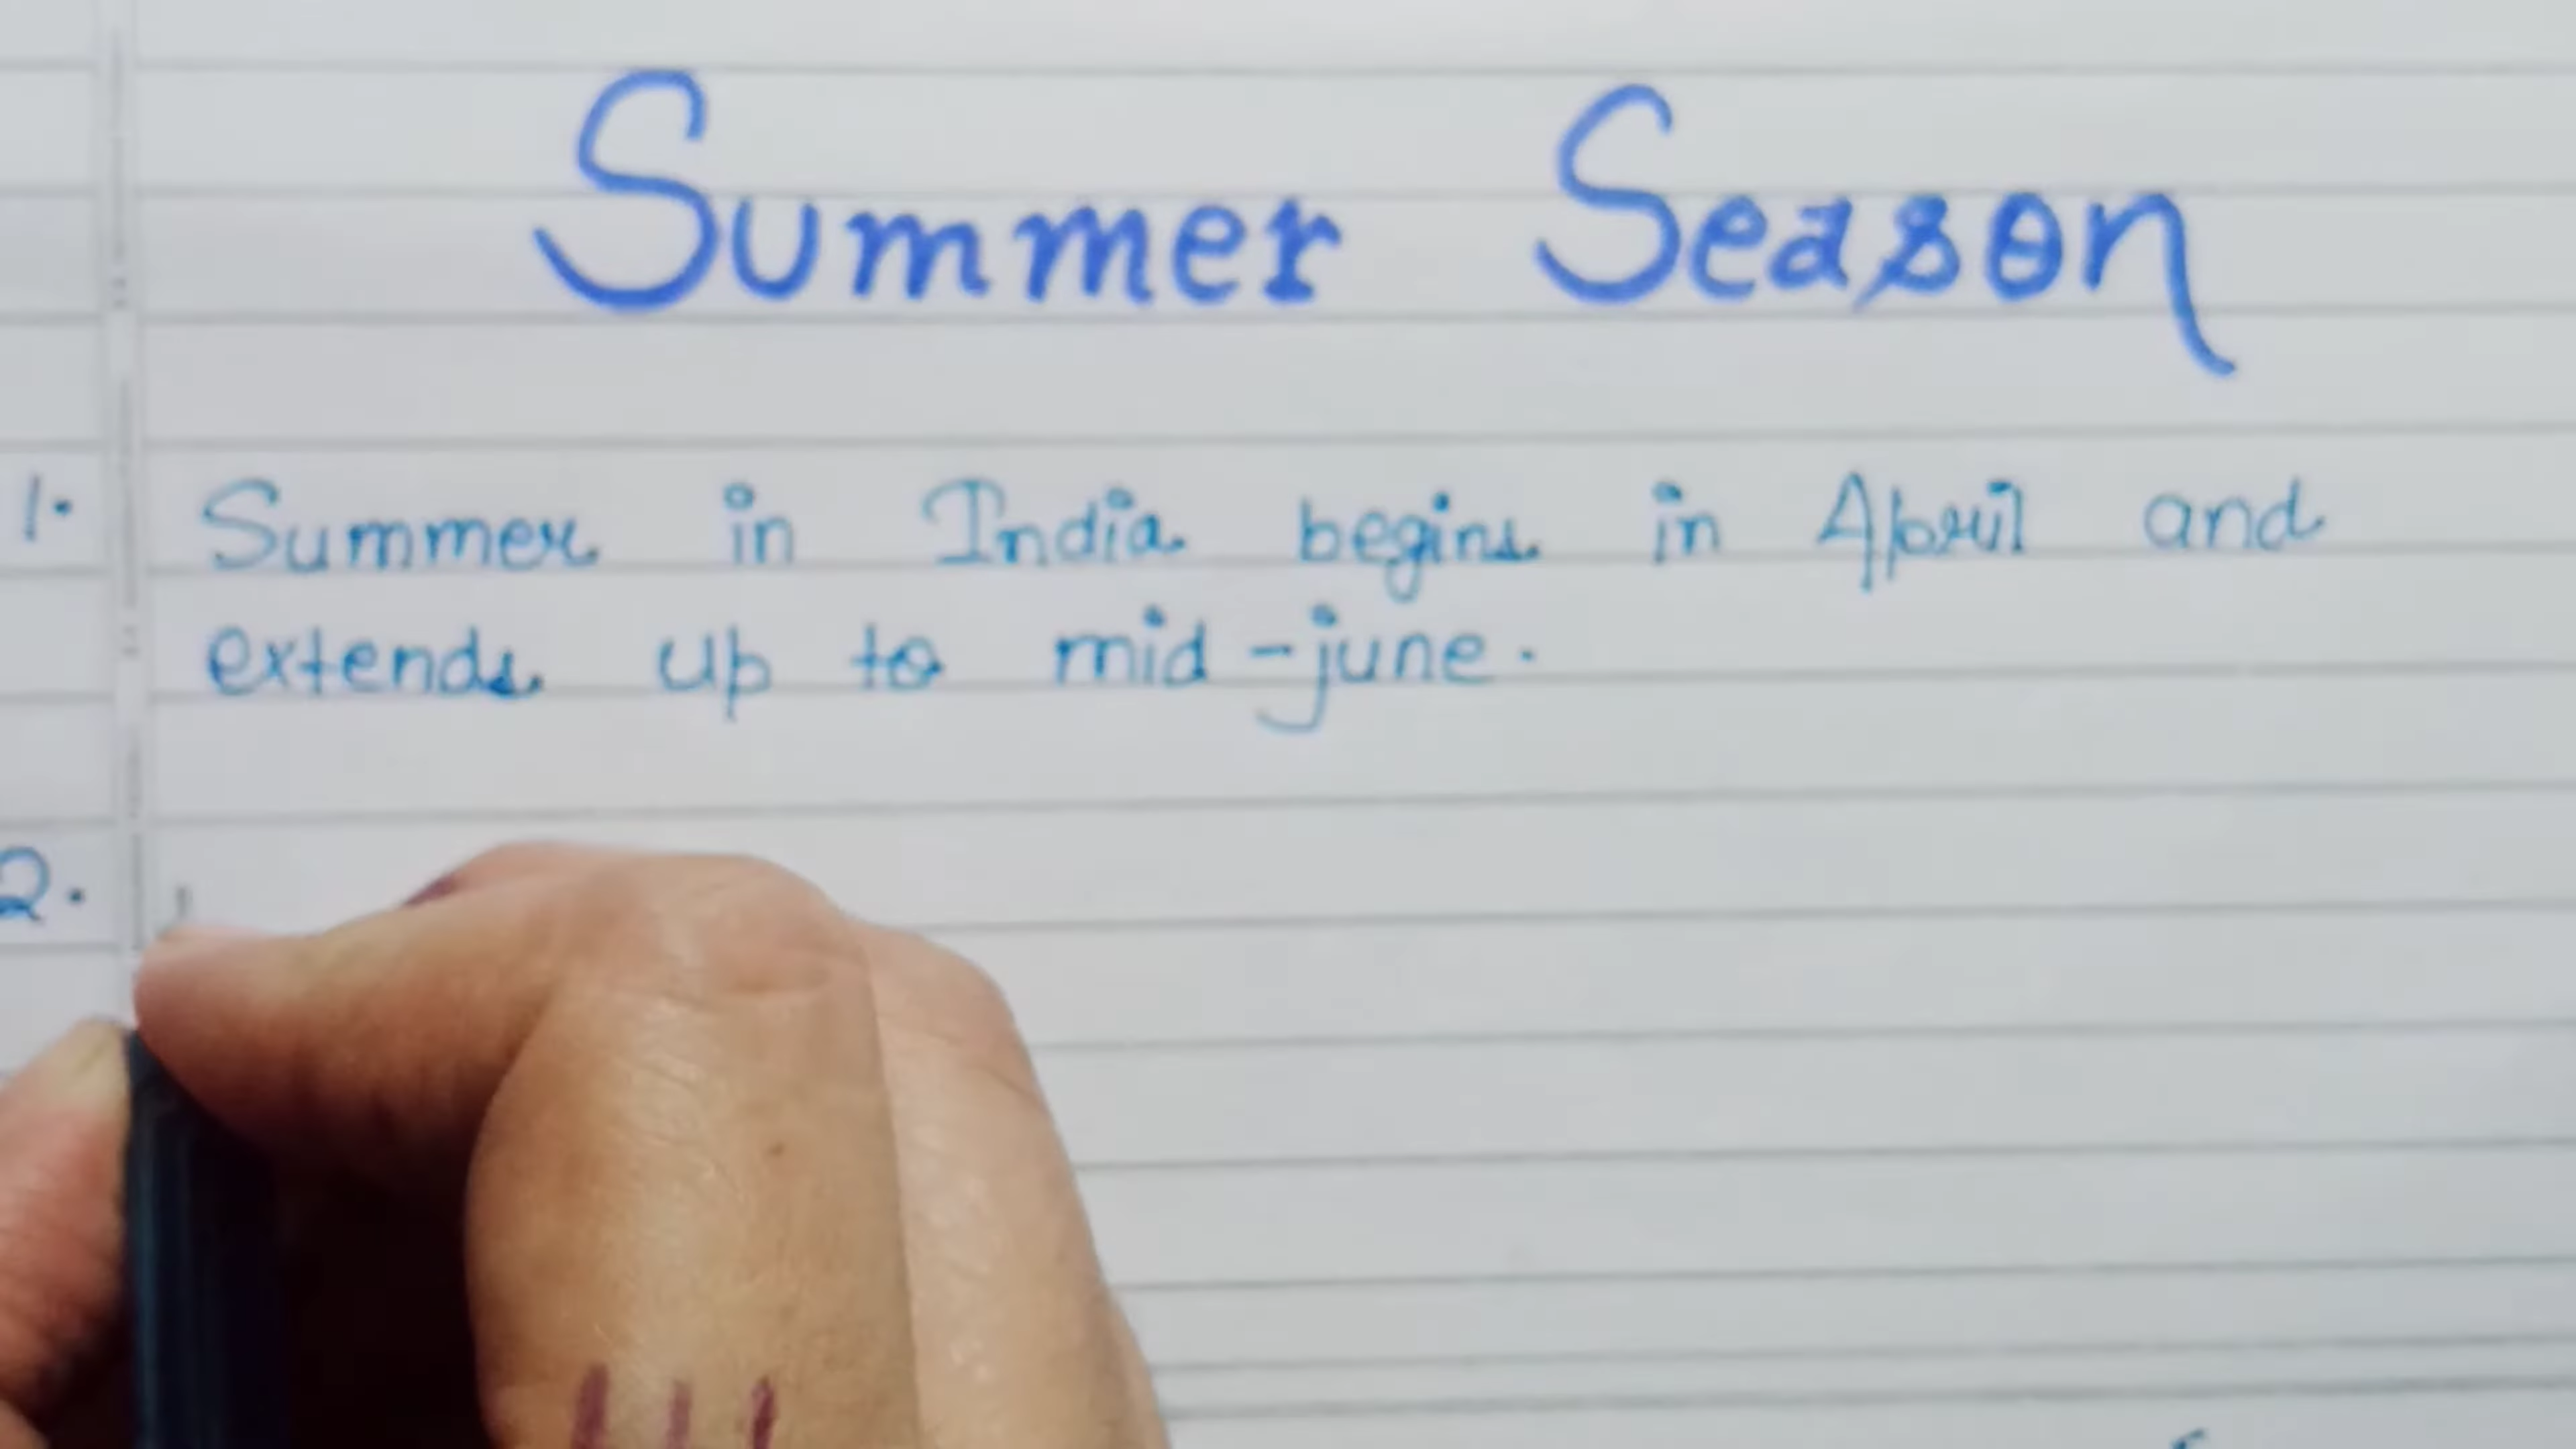 Summer Season
1. Summer in India begins in April and
extends up to mid-june.
2.